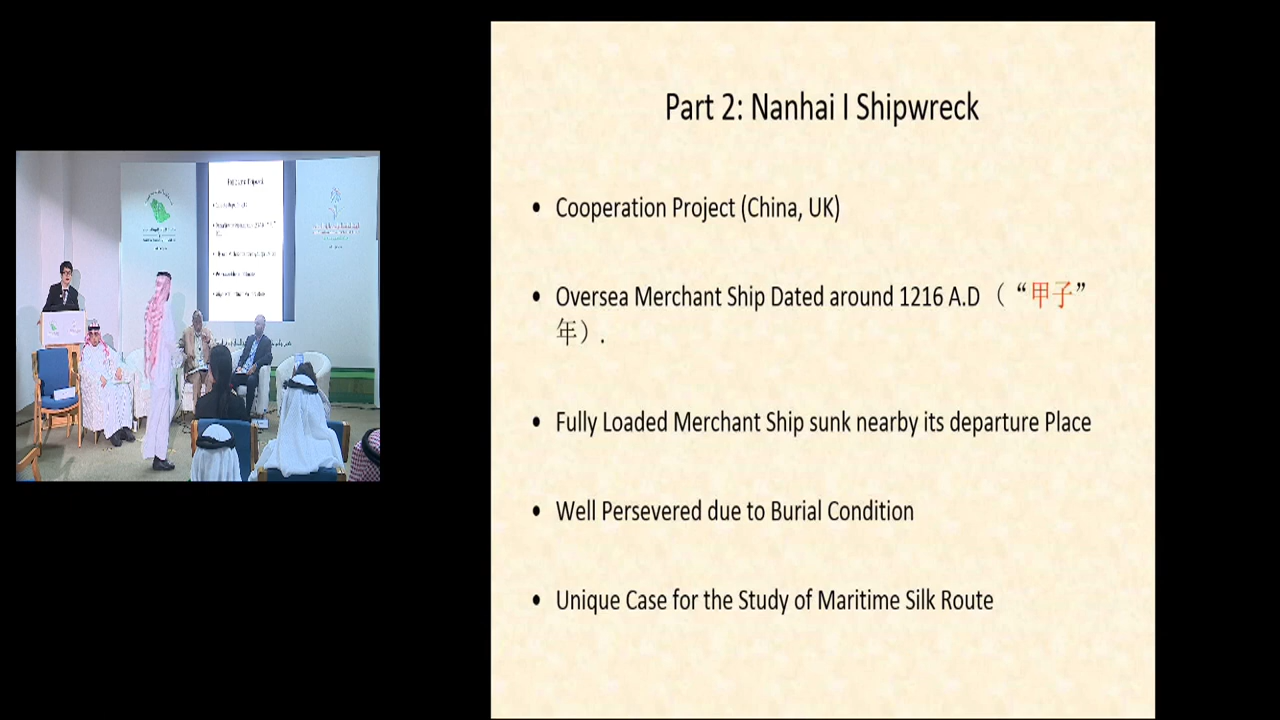 Part 2: Nanhai I Shipwreck
• Cooperation Project (China, UK)
• Oversea Merchant Ship Dated around 1216 A.D（“甲子”
年）.
• Fully Loaded Merchant Ship sunk nearby its departure Place
• Well Persevered due to Burial Condition
• Unique Case for the Study of Maritime Silk Route